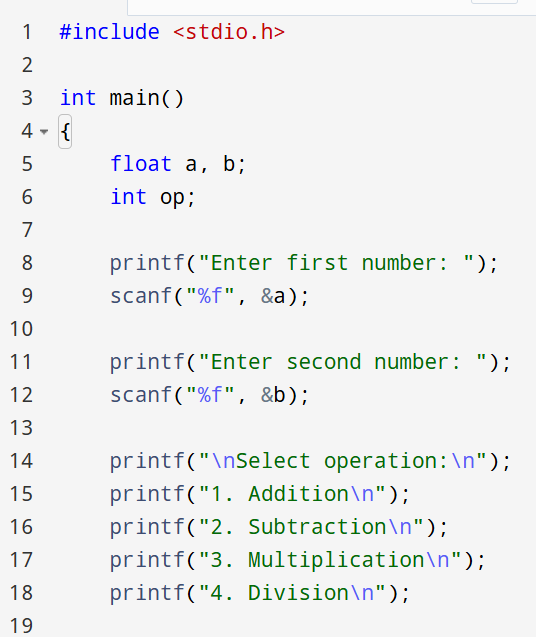 1 #include <stdio.h>
2
3 int main()
4 {
5     float a, b;
6     int op;
7
8     printf("Enter first number: ");
9     scanf("%f", &a);
10
11     printf("Enter second number: ");
12     scanf("%f", &b);
13
14     printf("\nSelect operation:\n");
15     printf("1. Addition\n");
16     printf("2. Subtraction\n");
17     printf("3. Multiplication\n");
18     printf("4. Division\n");
19